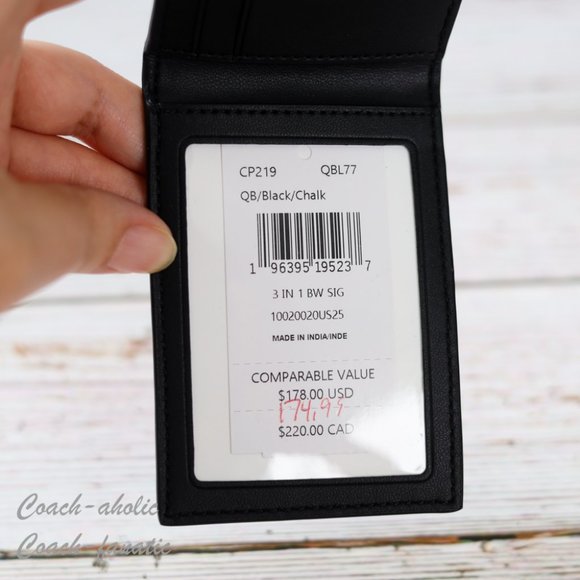 CP219 QBL77
QB/Black/Chalk
1 96395 19523 7
3 IN 1 BW SIG
10020020US25
MADE IN INDIA/INDE
COMPARABLE VALUE
$178.00 USD
174.99
$220.00 CAD
Coach-aholic
Coach-fanatic